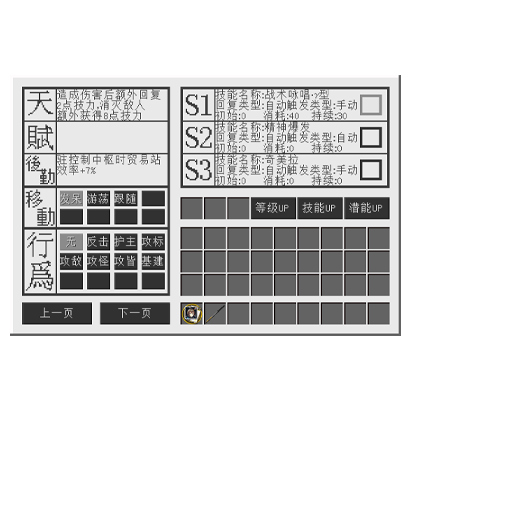 天賦
造成伤害后额外回复
2点技力,消灭敌人
额外获得8点技力
後勤
驻控制中枢时贸易站
效率+7%
移動
发呆 游荡 跟随
行爲
无 反击 护主 攻标
攻敌 攻怪 攻皆 基建
上一页 下一页
S1
技能名称:战术咏唱·γ型
回复类型:自动触发类型:手动
初始:0 消耗:40 持续:30
S2
技能名称:精神爆发
回复类型:自动触发类型:自动
初始:0 消耗:0 持续:0
S3
技能名称:奇美拉
回复类型:自动触发类型:手动
初始:0 消耗:0 持续:0
等级UP 技能UP 潜能UP